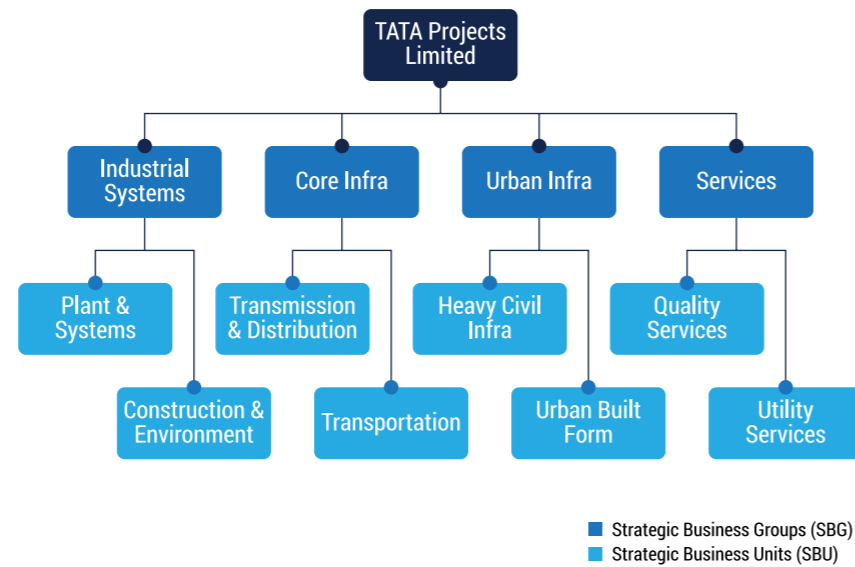 TATA Projects
Limited
Industrial
Systems
Core Infra
Urban Infra
Services
Plant &
Systems
Transmission
& Distribution
Heavy Civil
Infra
Quality
Services
Construction &
Environment
Transportation
Urban Built
Form
Utility
Services
Strategic Business Groups (SBG)
Strategic Business Units (SBU)